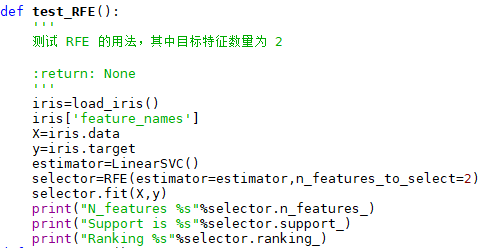 def test_RFE():
    '''
    测试 RFE 的用法，其中目标特征数量为 2

    :return: None
    '''
    iris=load_iris()
    iris['feature_names']
    X=iris.data
    y=iris.target
    estimator=LinearSVC()
    selector=RFE(estimator=estimator,n_features_to_select=2)
    selector.fit(X,y)
    print("N_features %s"%selector.n_features_)
    print("Support is %s"%selector.support_)
    print("Ranking %s"%selector.ranking_)